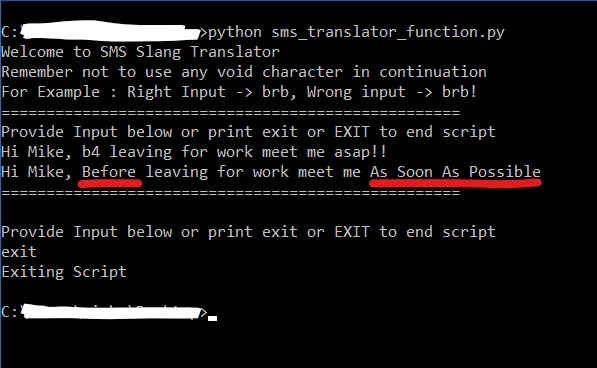 C:\>python sms_translator_function.py
Welcome to SMS Slang Translator
Remember not to use any void character in continuation
For Example : Right Input -> brb, Wrong input -> brb!
===================================================
Provide Input below or print exit or EXIT to end script
Hi Mike, b4 leaving for work meet me asap!!
Hi Mike, Before leaving for work meet me As Soon As Possible
===================================================
Provide Input below or print exit or EXIT to end script
exit
Exiting Script
C:\>